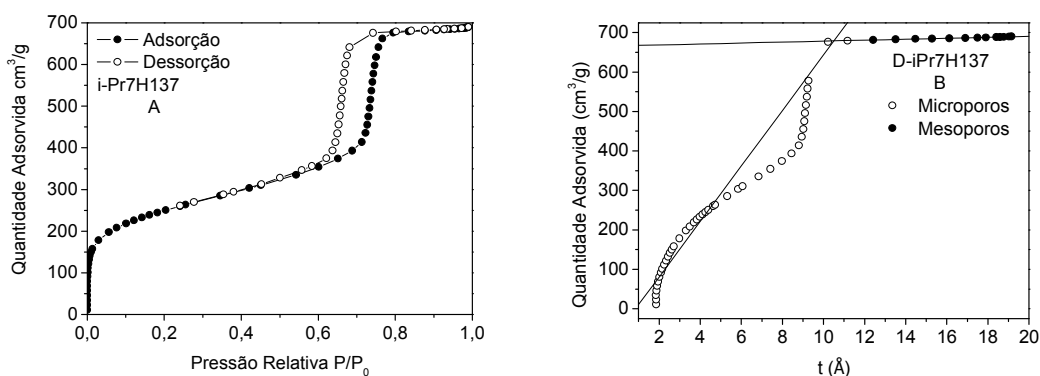 700
600
500
400
300
200
100
0
Quantidade Adsorvida cm³/g
Adsorção
Dessorção
i-Pr7H137
A
0,0 0,2 0,4 0,6 0,8 1,0
Pressão Relativa P/P₀
700
600
500
400
300
200
100
0
Quantidade Adsorvida (cm³/g)
D-iPr7H137
B
Microporos
Mesoporos
2 4 6 8 10 12 14 16 18 20
t (Å)